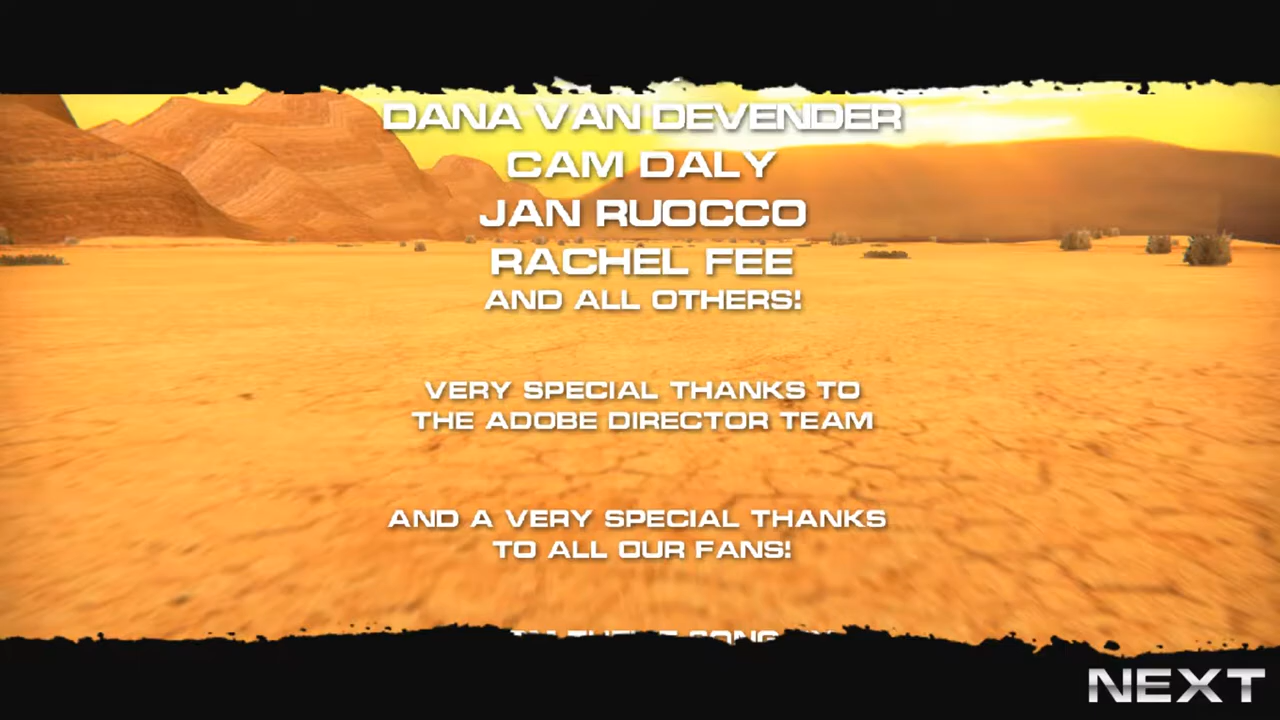 DANA VAN DEVENDER
CAM DALY
JAN RUOCCO
RACHEL FEE
AND ALL OTHERS!
VERY SPECIAL THANKS TO
THE ADOBE DIRECTOR TEAM
AND A VERY SPECIAL THANKS
TO ALL OUR FANS!
NEXT